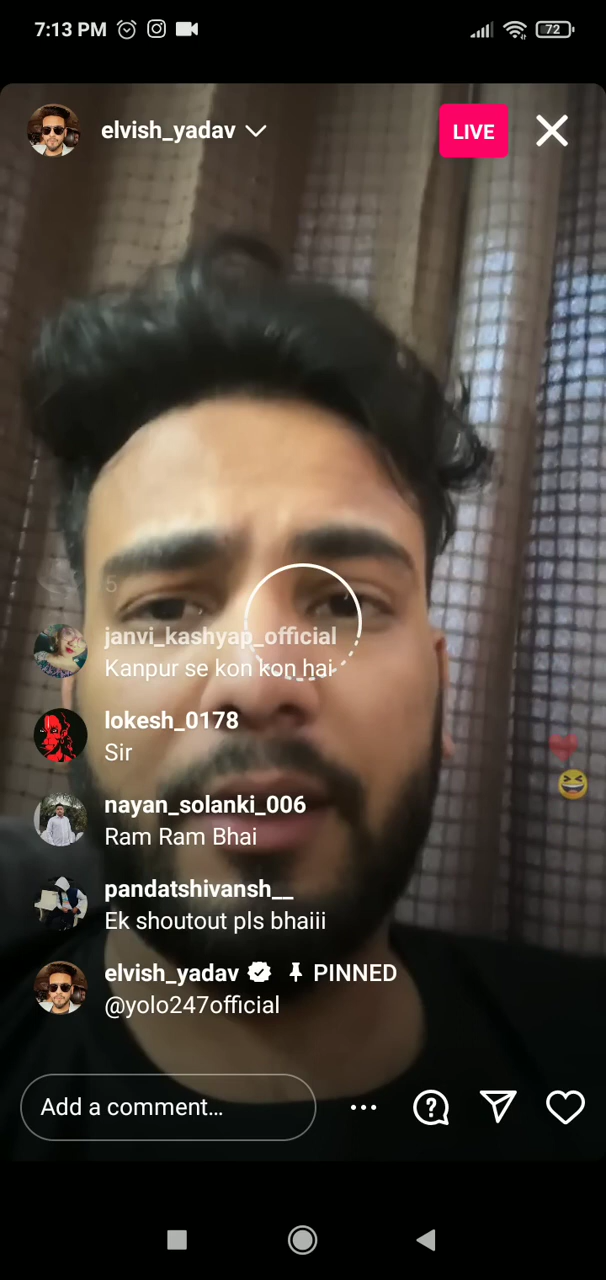 7:13 PM
72
elvish_yadav
LIVE
5
janvi_kashyap_official
Kanpur se kon kon hai
lokesh_0178
Sir
nayan_solanki_006
Ram Ram Bhai
pandatshivansh__
Ek shoutout pls bhaiii
elvish_yadav PINNED
@yolo247official
Add a comment...